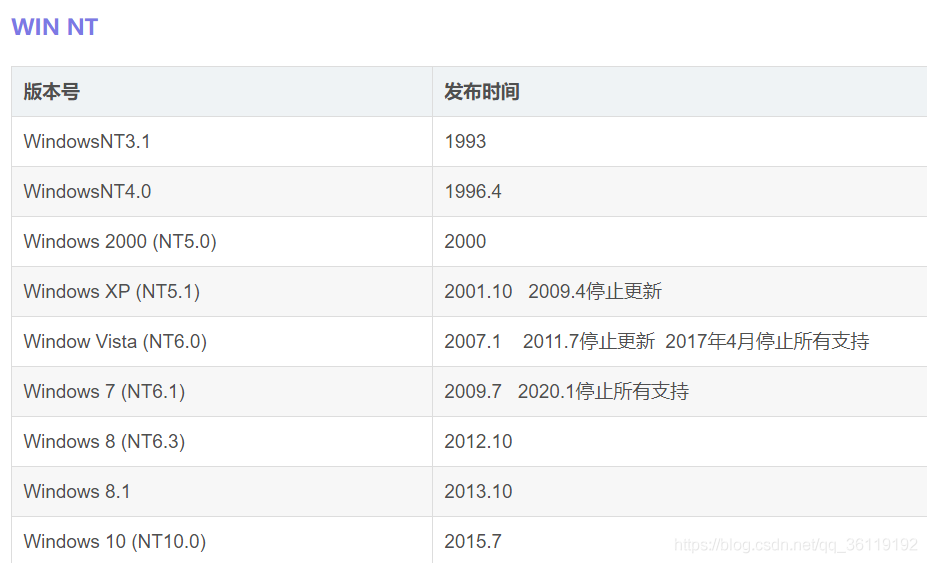 WIN NT
版本号 发布时间
WindowsNT3.1 1993
WindowsNT4.0 1996.4
Windows 2000 (NT5.0) 2000
Windows XP (NT5.1) 2001.10 2009.4停止更新
Window Vista (NT6.0) 2007.1 2011.7停止更新 2017年4月停止所有支持
Windows 7 (NT6.1) 2009.7 2020.1停止所有支持
Windows 8 (NT6.3) 2012.10
Windows 8.1 2013.10
Windows 10 (NT10.0) 2015.7
https://blog.csdn.net/qq_36119192